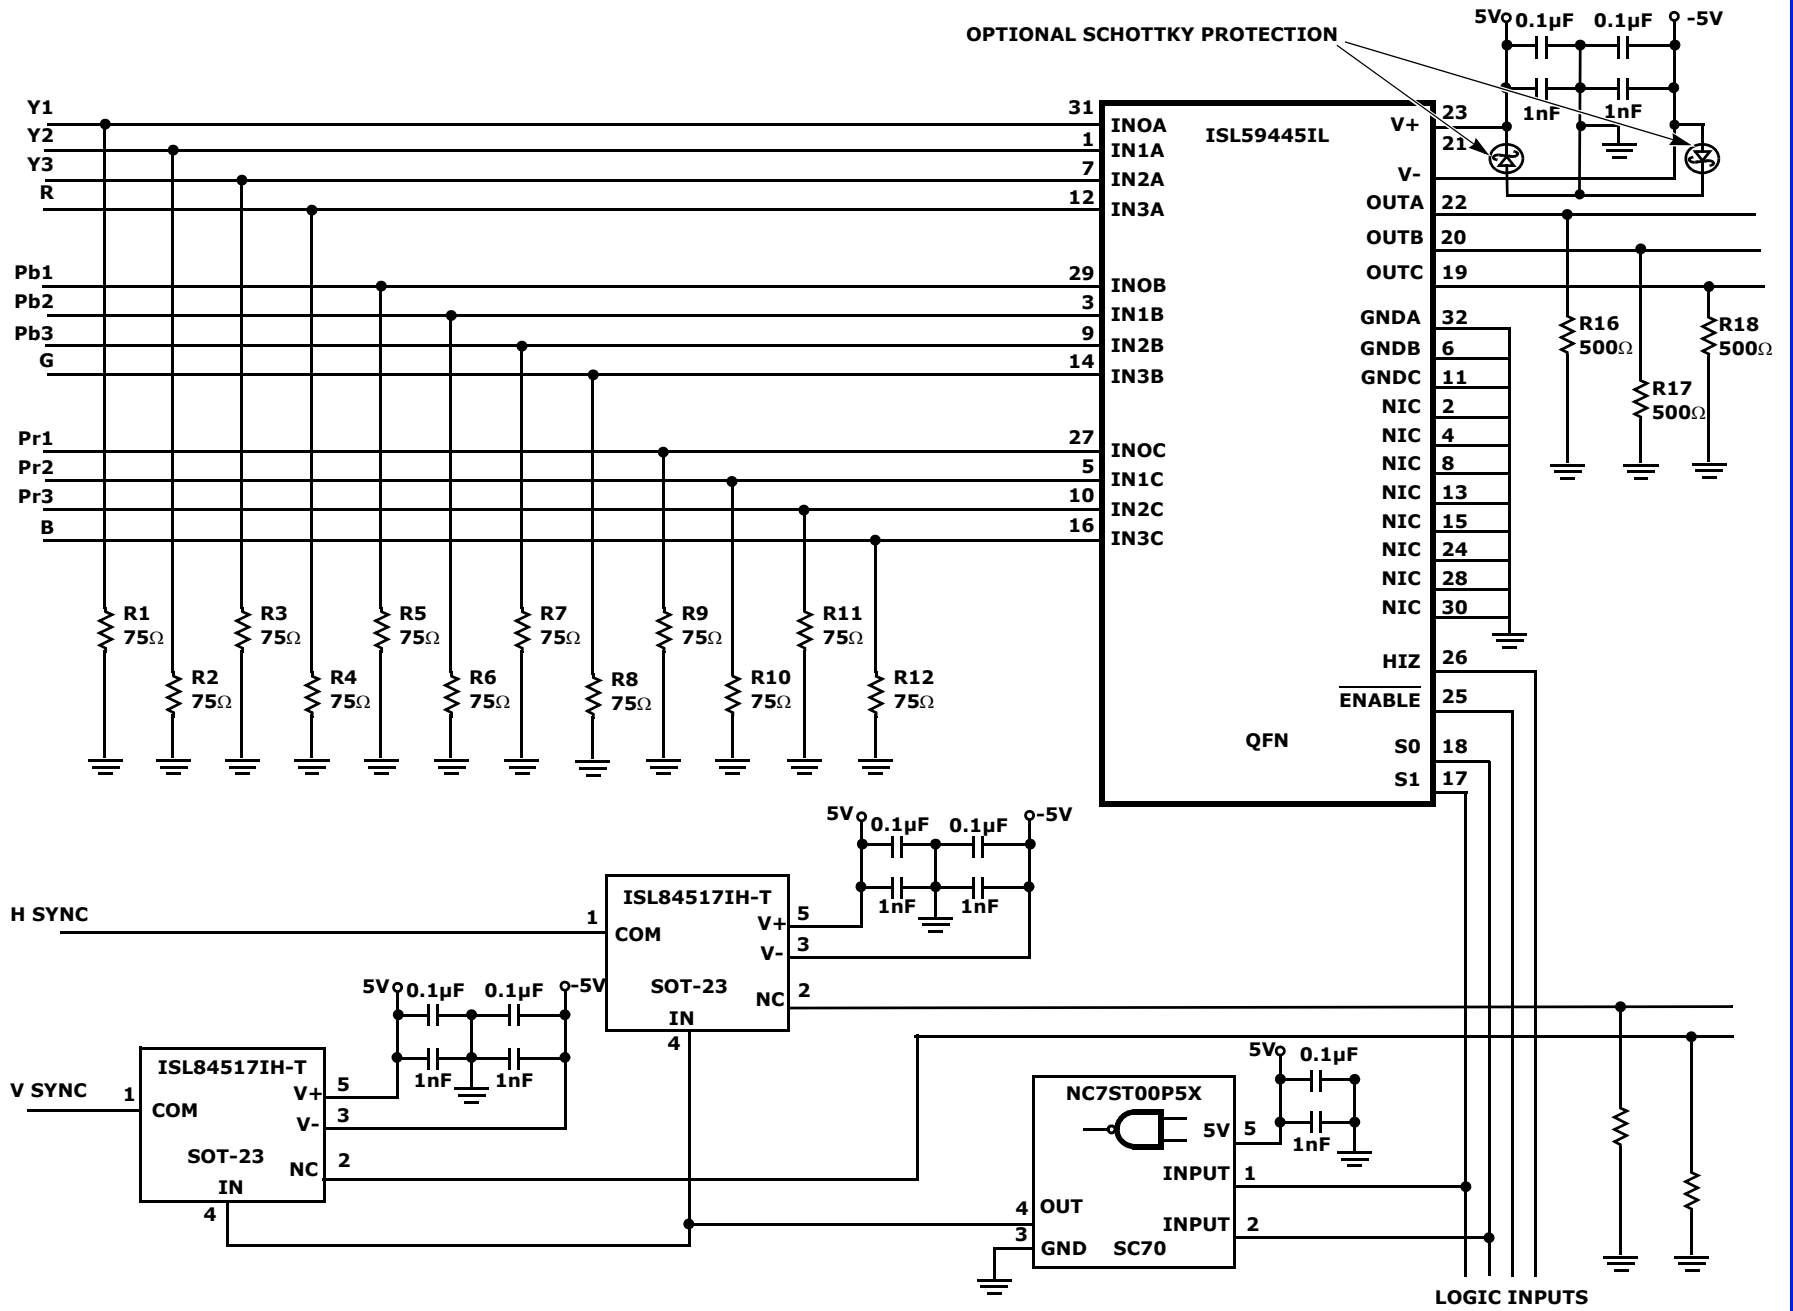 OPTIONAL SCHOTTKY PROTECTION
5V 0.1µF 0.1µF -5V
1nF 1nF
Y1
Y2
Y3
R
Pb1
Pb2
Pb3
G
Pr1
Pr2
Pr3
B
31 INOA
1 IN1A
7 IN2A
12 IN3A
29 INOB
3 IN1B
9 IN2B
14 IN3B
27 INOC
5 IN1C
10 IN2C
16 IN3C
ISL59445IL
QFN
V+ 23
21
V-
OUTA 22
OUTB 20
OUTC 19
GNDA 32
GNDB 6
GNDC 11
NIC 2
NIC 4
NIC 8
NIC 13
NIC 15
NIC 24
NIC 28
NIC 30
HIZ 26
ENABLE 25
S0 18
S1 17
R16
500Ω
R17
500Ω
R18
500Ω
R1
75Ω
R2
75Ω
R3
75Ω
R4
75Ω
R5
75Ω
R6
75Ω
R7
75Ω
R8
75Ω
R9
75Ω
R10
75Ω
R11
75Ω
R12
75Ω
5V 0.1µF 0.1µF -5V
1nF 1nF
H SYNC
1
ISL84517IH-T
COM
V+ 5
V- 3
SOT-23
NC 2
IN
4
5V 0.1µF 0.1µF -5V
1nF 1nF
V SYNC
1
ISL84517IH-T
COM
V+ 5
V- 3
SOT-23
NC 2
IN
4
5V 0.1µF
1nF
NC7ST00P5X
5V 5
INPUT 1
4 OUT
INPUT 2
3 GND
SC70
LOGIC INPUTS